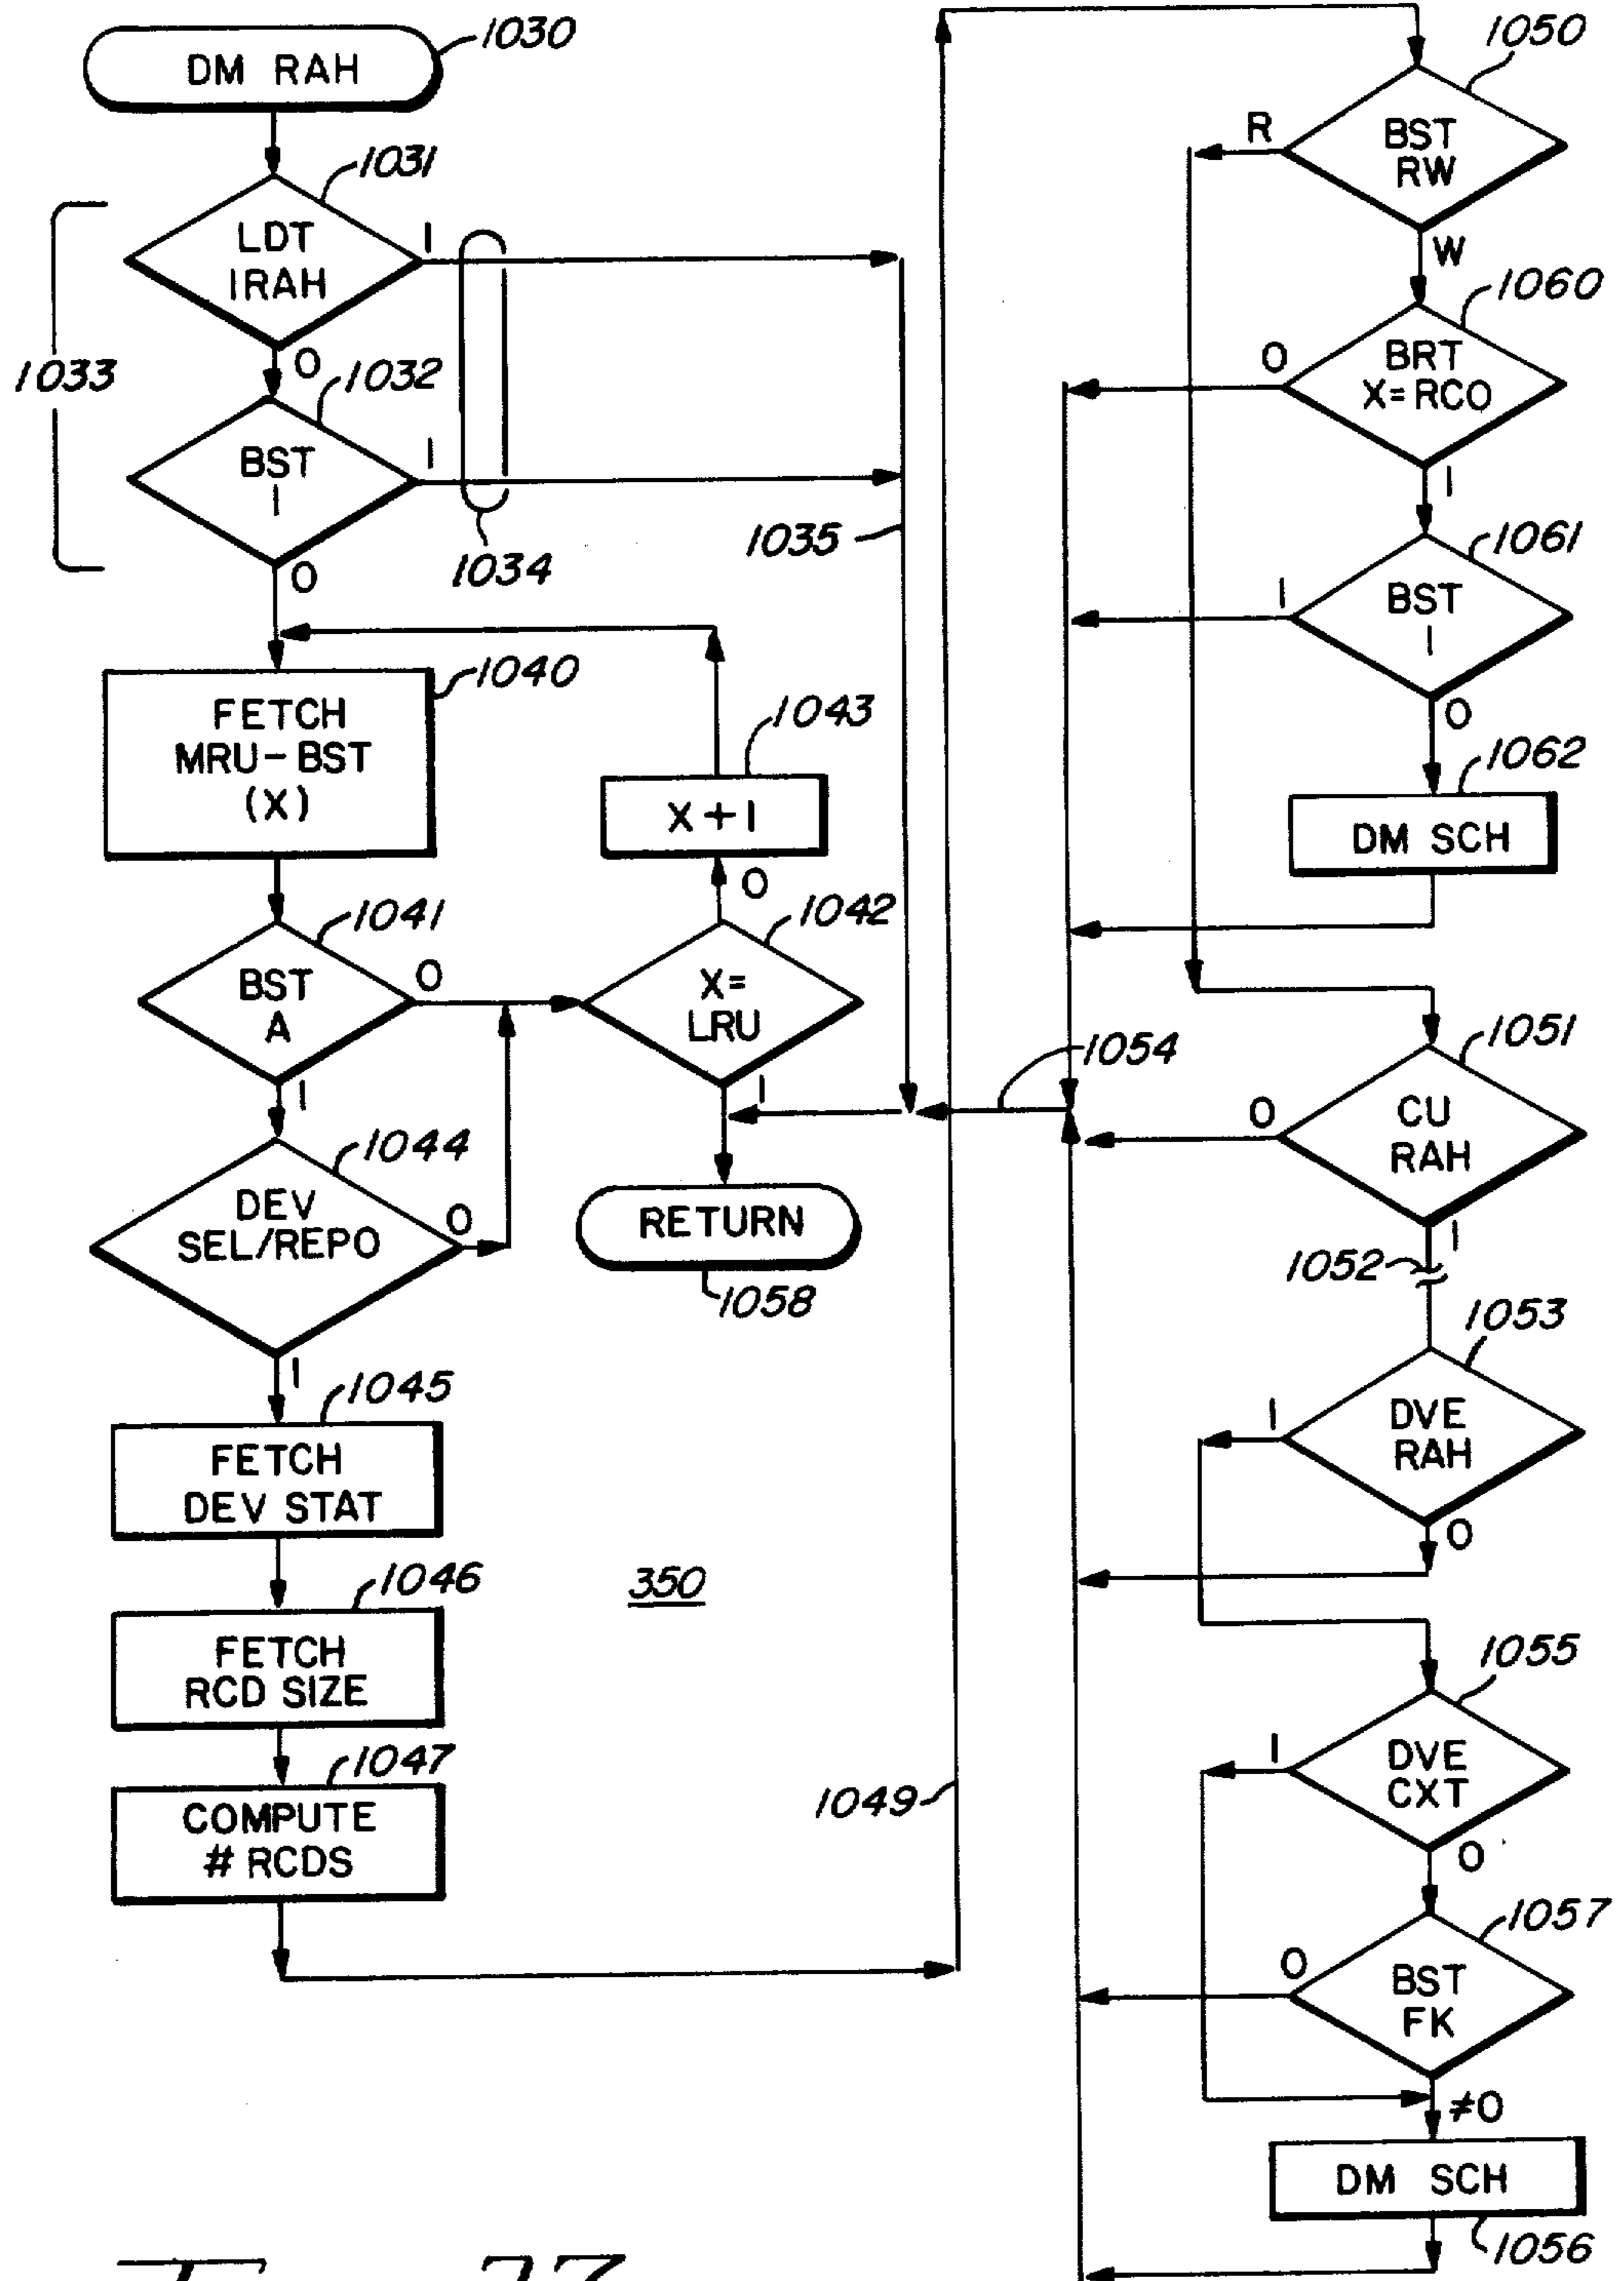 DM RAH
1030
1031
LDT
IRAH
1
0
1033
1032
BST
I
1
0
1034
1035
1040
FETCH
MRU-BST
(X)
1043
X+1
0
1041
BST
A
0
1
1042
X=
LRU
1
1044
DEV
SEL/REPO
0
1
RETURN
1058
1045
FETCH
DEV STAT
1046
FETCH
RCD SIZE
350
1047
COMPUTE
# RCDS
1049
1050
BST
RW
R
W
1060
BRT
X=RCO
0
1
1061
BST
I
1
0
1062
DM SCH
1054
1051
CU
RAH
0
1
1052
1053
DVE
RAH
1
0
1055
DVE
CXT
1
0
1057
BST
FK
0
≠0
DM SCH
1056